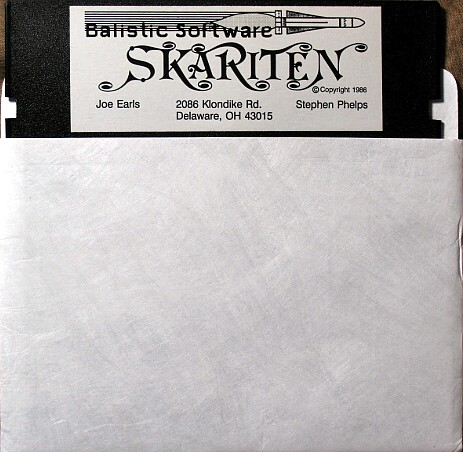 Balistic Software
SKARITEN
© Copyright 1986
Joe Earls 2086 Klondike Rd. Stephen Phelps
Delaware, OH 43015